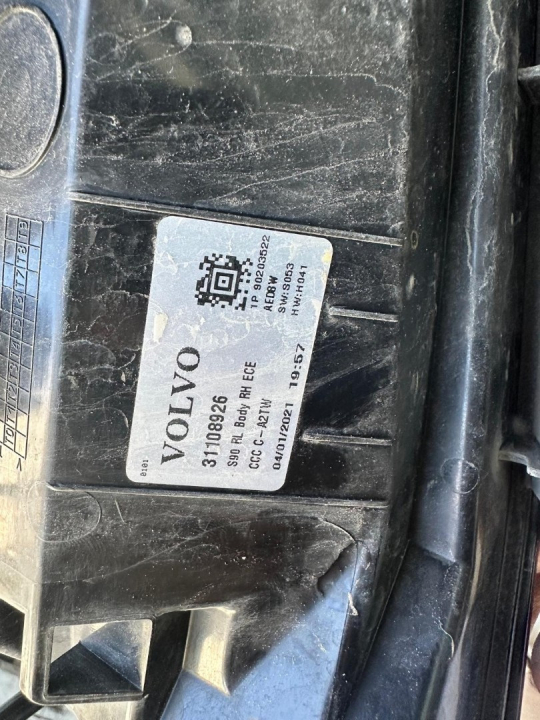 8101
VOLVO
31108926
S90 RL Body RH ECE
CCC C-A2TW
04/01/2021 19:57
1P 90203522
AED8W
SW:S053
HW:H041